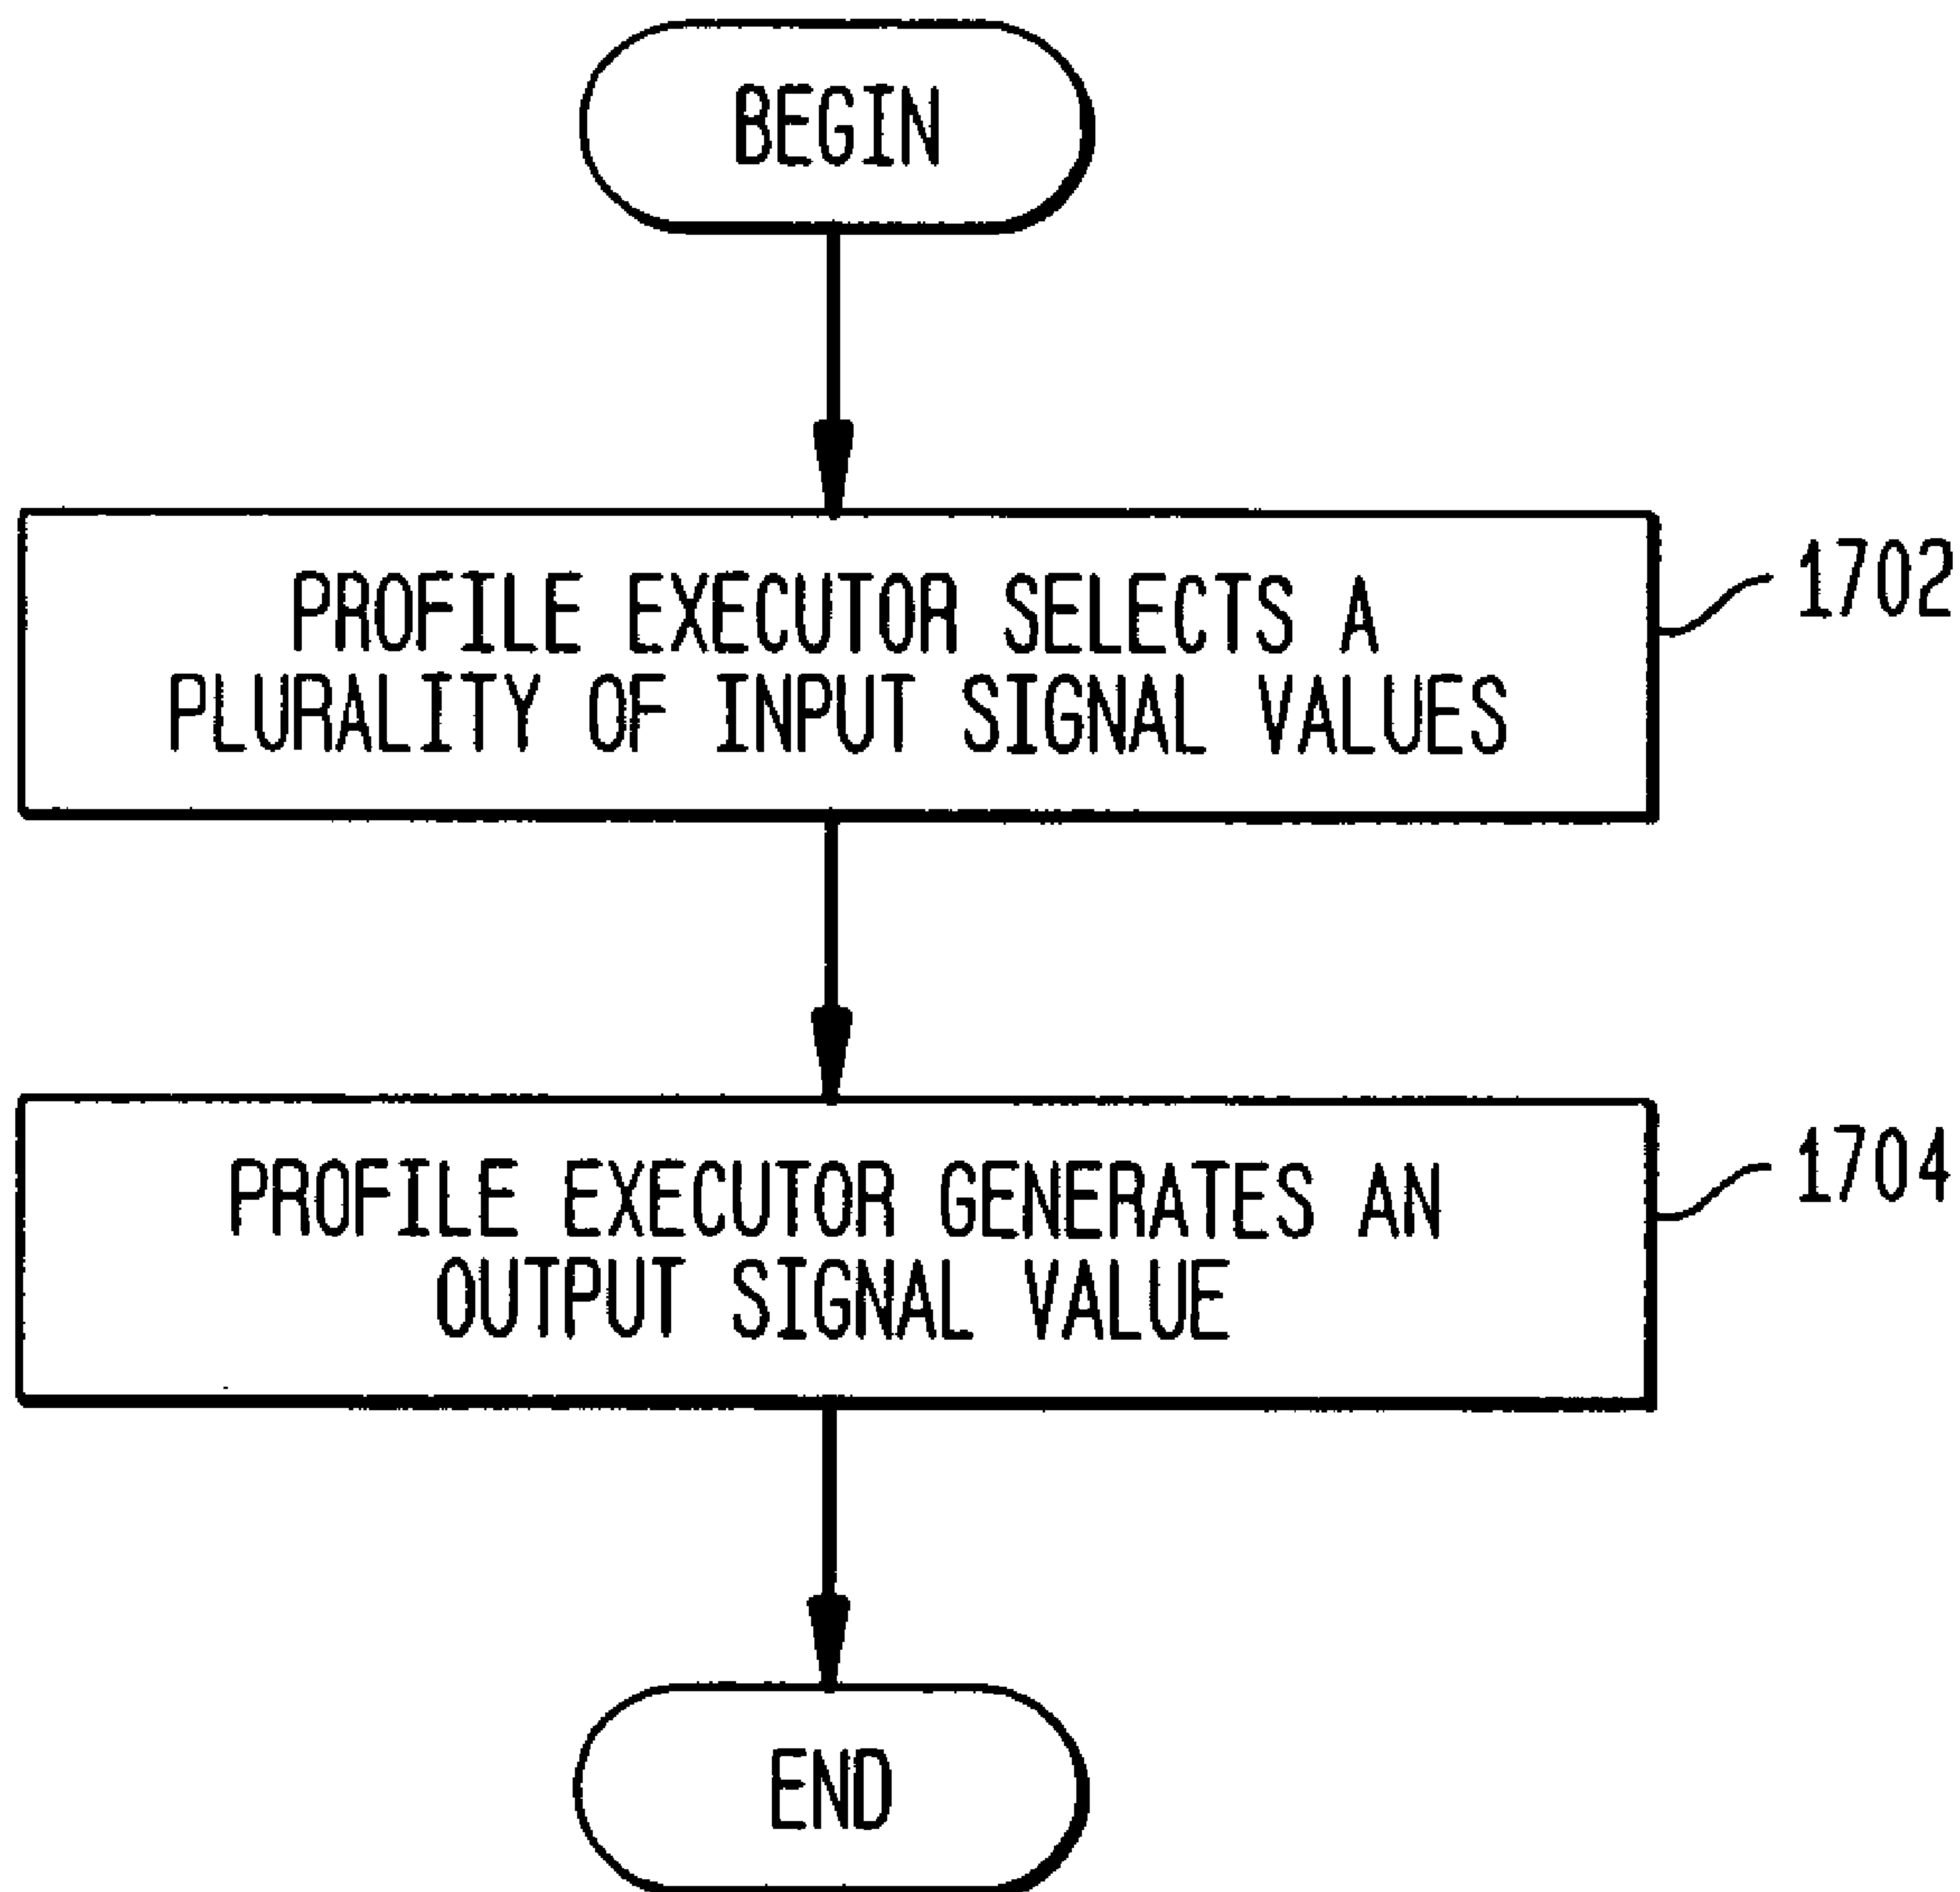 BEGIN
PROFILE EXECUTOR SELECTS A
PLURALITY OF INPUT SIGNAL VALUES
1702
PROFILE EXECUTOR GENERATES AN
OUTPUT SIGNAL VALUE
1704
END